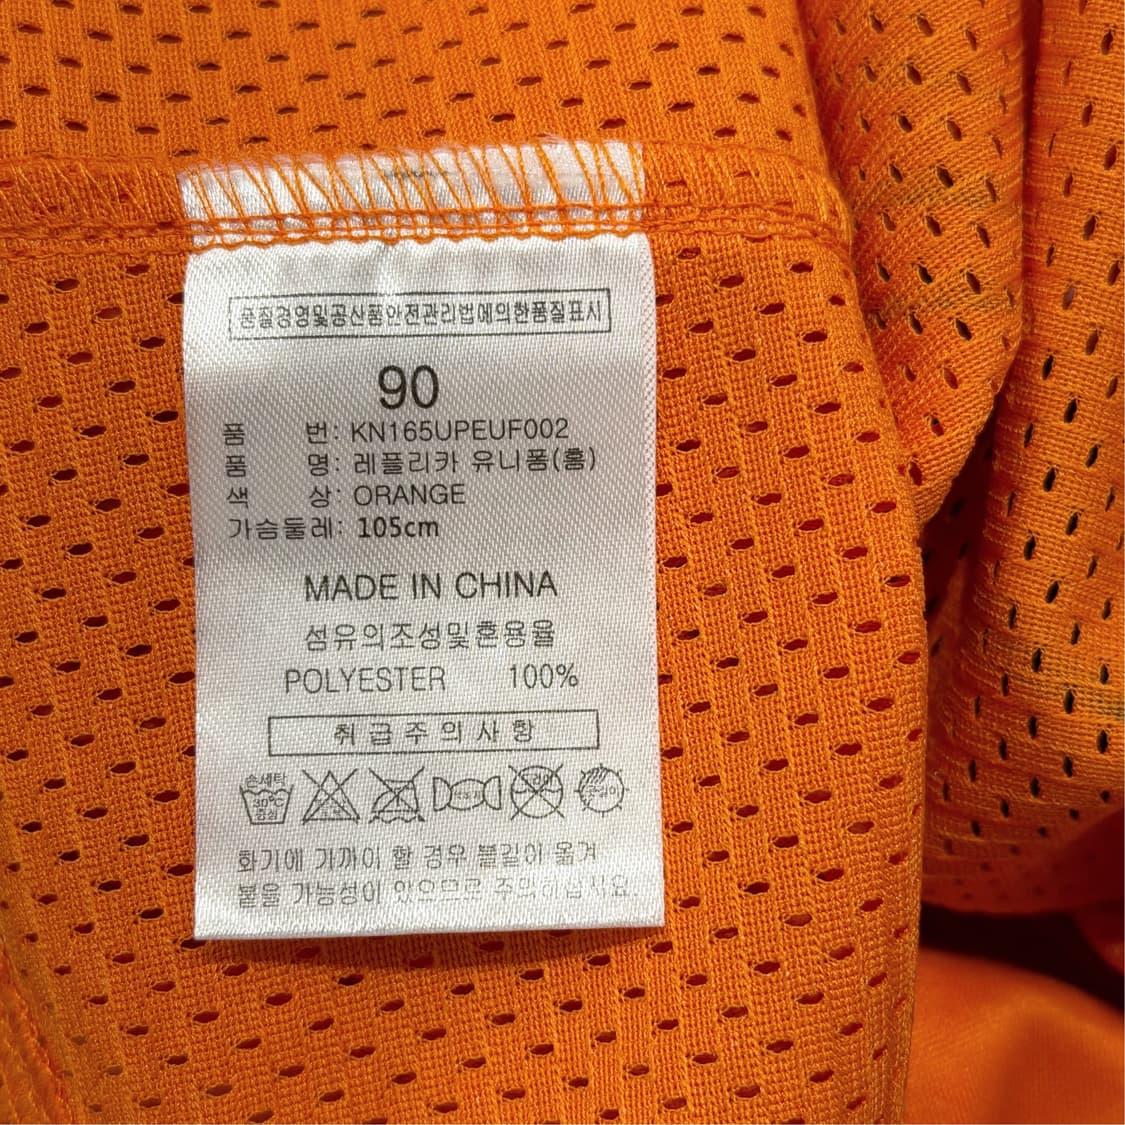 품질경영및공산품안전관리법에의한품질표시
90
품 번: KN165UPEUF002
품 명: 레플리카 유니폼(홈)
색 상: ORANGE
가슴둘레: 105cm
MADE IN CHINA
섬유의조성및혼용율
POLYESTER 100%
취급주의사항
손세탁
30℃
중성
화기에 가까이 할 경우 불길이 옮겨
붙을 가능성이 있으므로 주의하십시요.